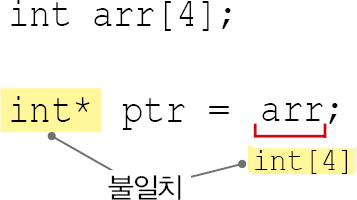 int arr[4];
int* ptr = arr;
int[4]
불일치